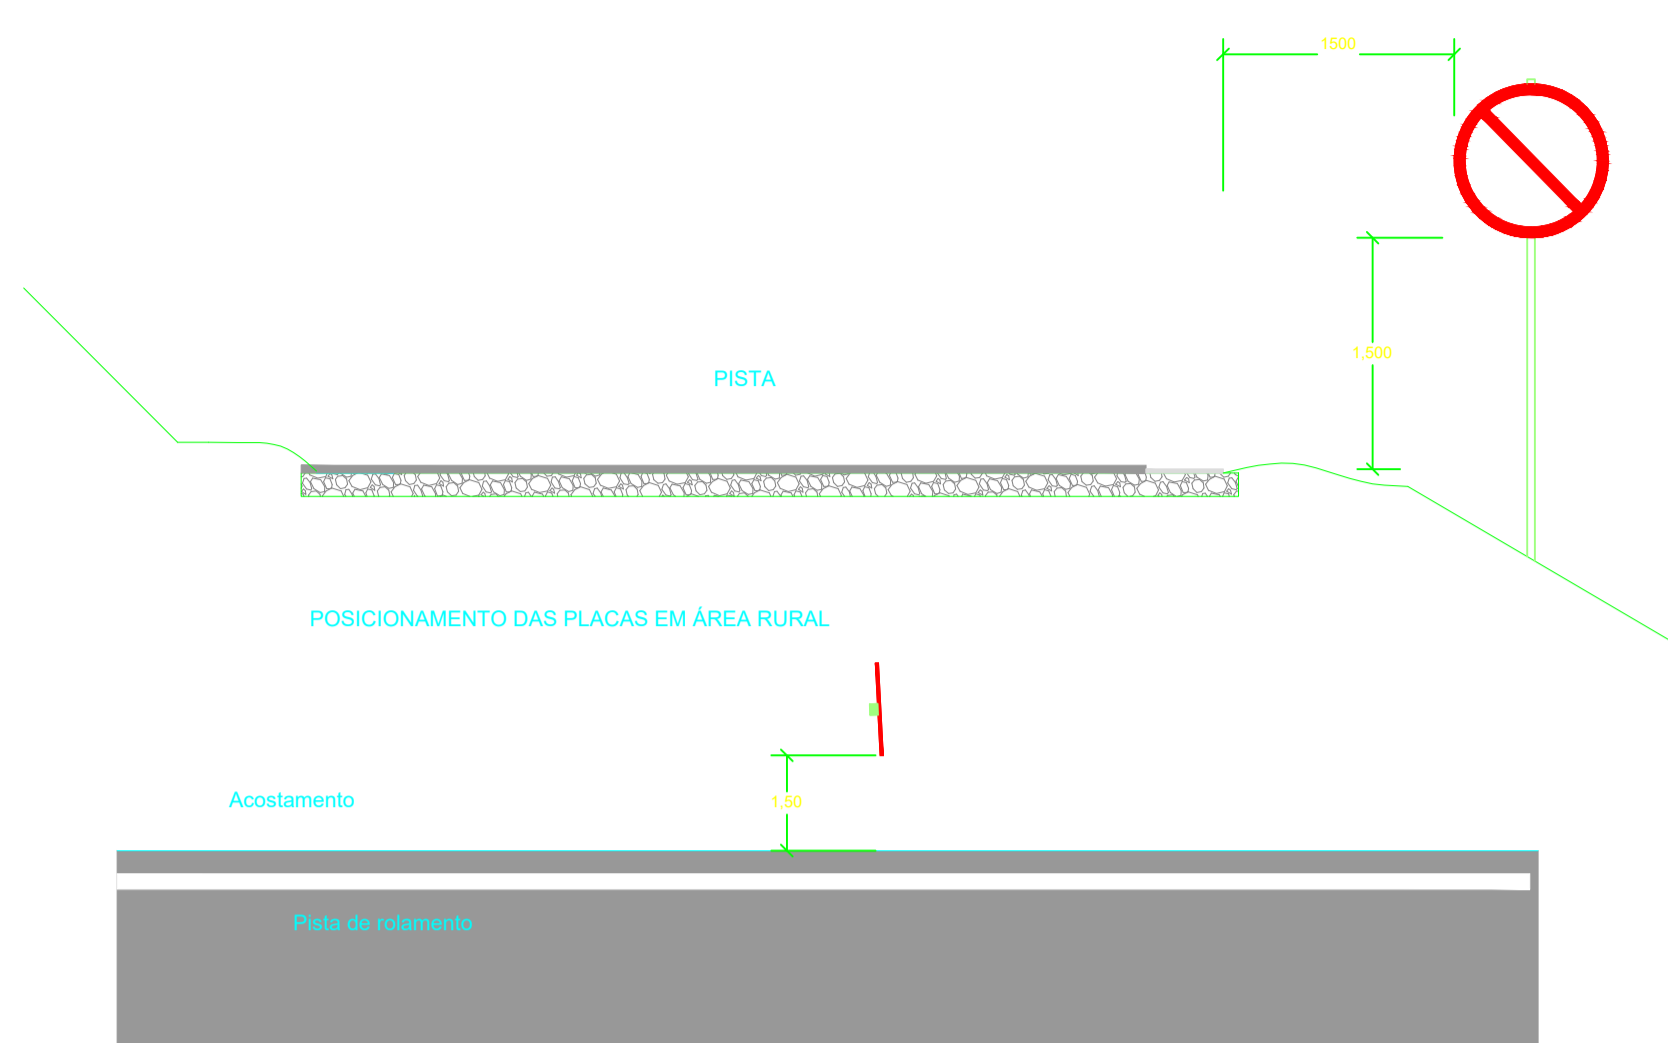 1500
1,500
PISTA
POSICIONAMENTO DAS PLACAS EM ÁREA RURAL
Acostamento
1,50
Pista de rolamento